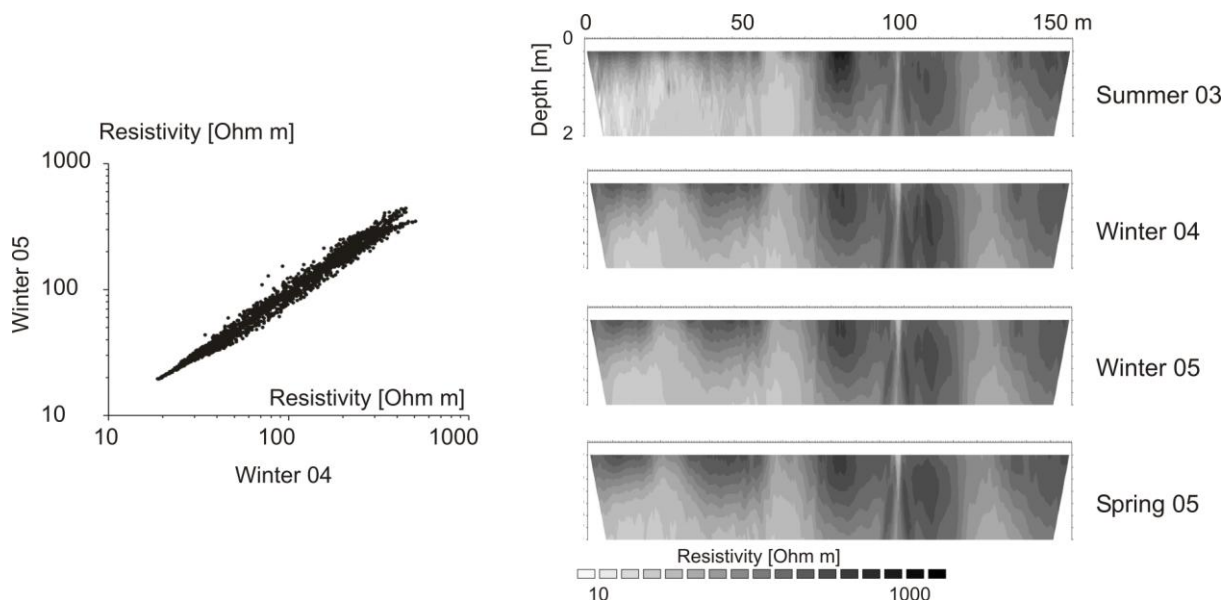 Resistivity [Ohm m]
1000
100
10
Winter 05
Resistivity [Ohm m]
10 100 1000
Winter 04
0 50 100 150 m
0
Depth [m]
2
Summer 03
Winter 04
Winter 05
Spring 05
Resistivity [Ohm m]
10 1000